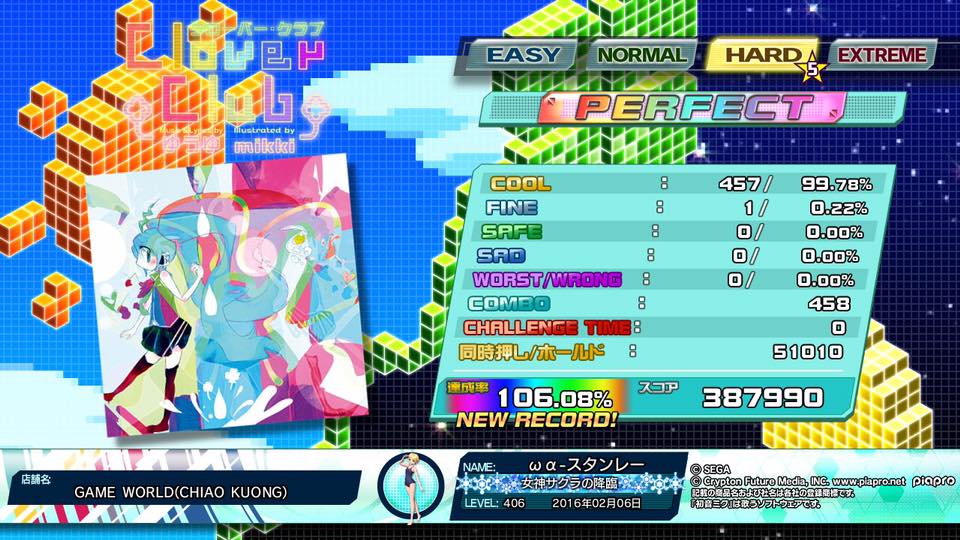 クローバー・クラブ
Clover
Club
Music & Lyrics by Illustrated by
ゆうゆ mikki
EASY NORMAL HARD 5 EXTREME
PERFECT
COOL : 457/ 99.78%
FINE : 1/ 0.22%
SAFE : 0/ 0.00%
SAD : 0/ 0.00%
WORST/WRONG : 0/ 0.00%
COMBO : 458
CHALLENGE TIME : 0
同時押し/ホールド : 51010
達成率 106.08% スコア 387990
NEW RECORD!
店舗名
GAME WORLD(CHIAO KUONG)
NAME: ωα-スタンレー
女神サクラの降臨
LEVEL: 406 2016年02月06日
© SEGA
© Crypton Future Media, INC. www.piapro.net piapro
記載の商品名および社名は各社の登録商標です。
「初音ミク」は歌うソフトウェアです。